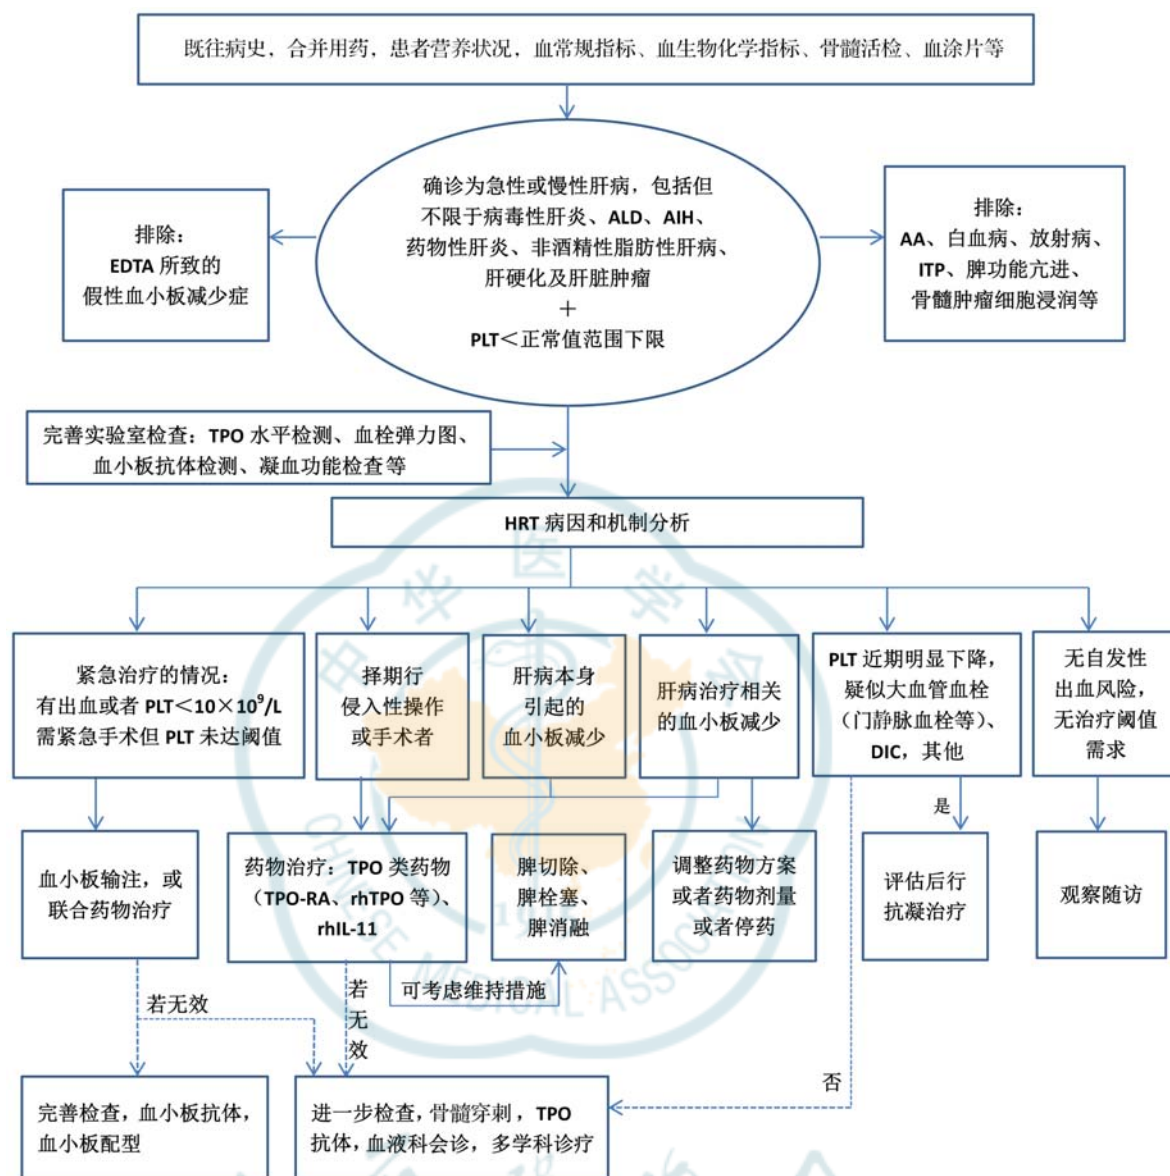 既往病史，合并用药，患者营养状况，血常规指标、血生物化学指标、骨髓活检、血涂片等
确诊为急性或慢性肝病，包括但
不限于病毒性肝炎、ALD、AIH、
药物性肝炎、非酒精性脂肪性肝病、
肝硬化及肝脏肿瘤
＋
PLT＜正常值范围下限
排除：
EDTA 所致的
假性血小板减少症
排除：
AA、白血病、放射病、
ITP、脾功能亢进、
骨髓肿瘤细胞浸润等
完善实验室检查：TPO 水平检测、血栓弹力图、
血小板抗体检测、凝血功能检查等
HRT 病因和机制分析
紧急治疗的情况：
有出血或者 PLT＜10×10⁹/L
需紧急手术但 PLT 未达阈值
择期行
侵入性操作
或手术者
肝病本身
引起的
血小板减少
肝病治疗相关
的血小板减少
PLT 近期明显下降，
疑似大血管血栓
（门静脉血栓等）、
DIC，其他
无自发性
出血风险，
无治疗阈值
需求
是
血小板输注，或
联合药物治疗
药物治疗：TPO 类药物
（TPO-RA、rhTPO 等）、
rhIL-11
脾切除、
脾栓塞、
脾消融
调整药物方案
或者药物剂量
或者停药
评估后行
抗凝治疗
观察随访
若无效
若
无
效
可考虑维持措施
否
完善检查，血小板抗体，
血小板配型
进一步检查，骨髓穿刺，TPO
抗体，血液科会诊，多学科诊疗
中华医学会
CHINESE MEDICAL ASSOCIATION